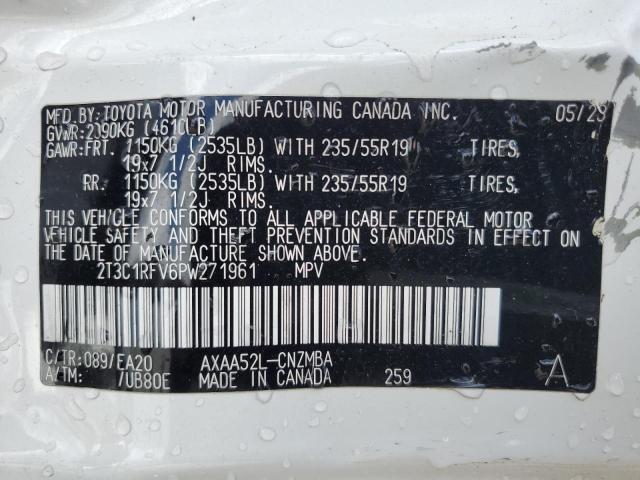 MFD.BY:TOYOTA MOTOR MANUFACTURING CANADA INC. 05/23
GVWR:2090KG (4610LB)
GAWR:FRT. 1150KG (2535LB) WITH 235/55R19 TIRES,
19x7 1/2J RIMS.
RR. 1150KG (2535LB) WITH 235/55R19 TIRES,
19x7 1/2J RIMS.
THIS VEHICLE CONFORMS TO ALL APPLICABLE FEDERAL MOTOR
VEHICLE SAFETY AND THEFT PREVENTION STANDARDS IN EFFECT ON
THE DATE OF MANUFACTURE SHOWN ABOVE.
2T3C1RFV6PW271961 MPV
C/TR:089/EA20 AXAA52L-CNZMBA
A/TM: /UB80E MADE IN CANADA 259 A